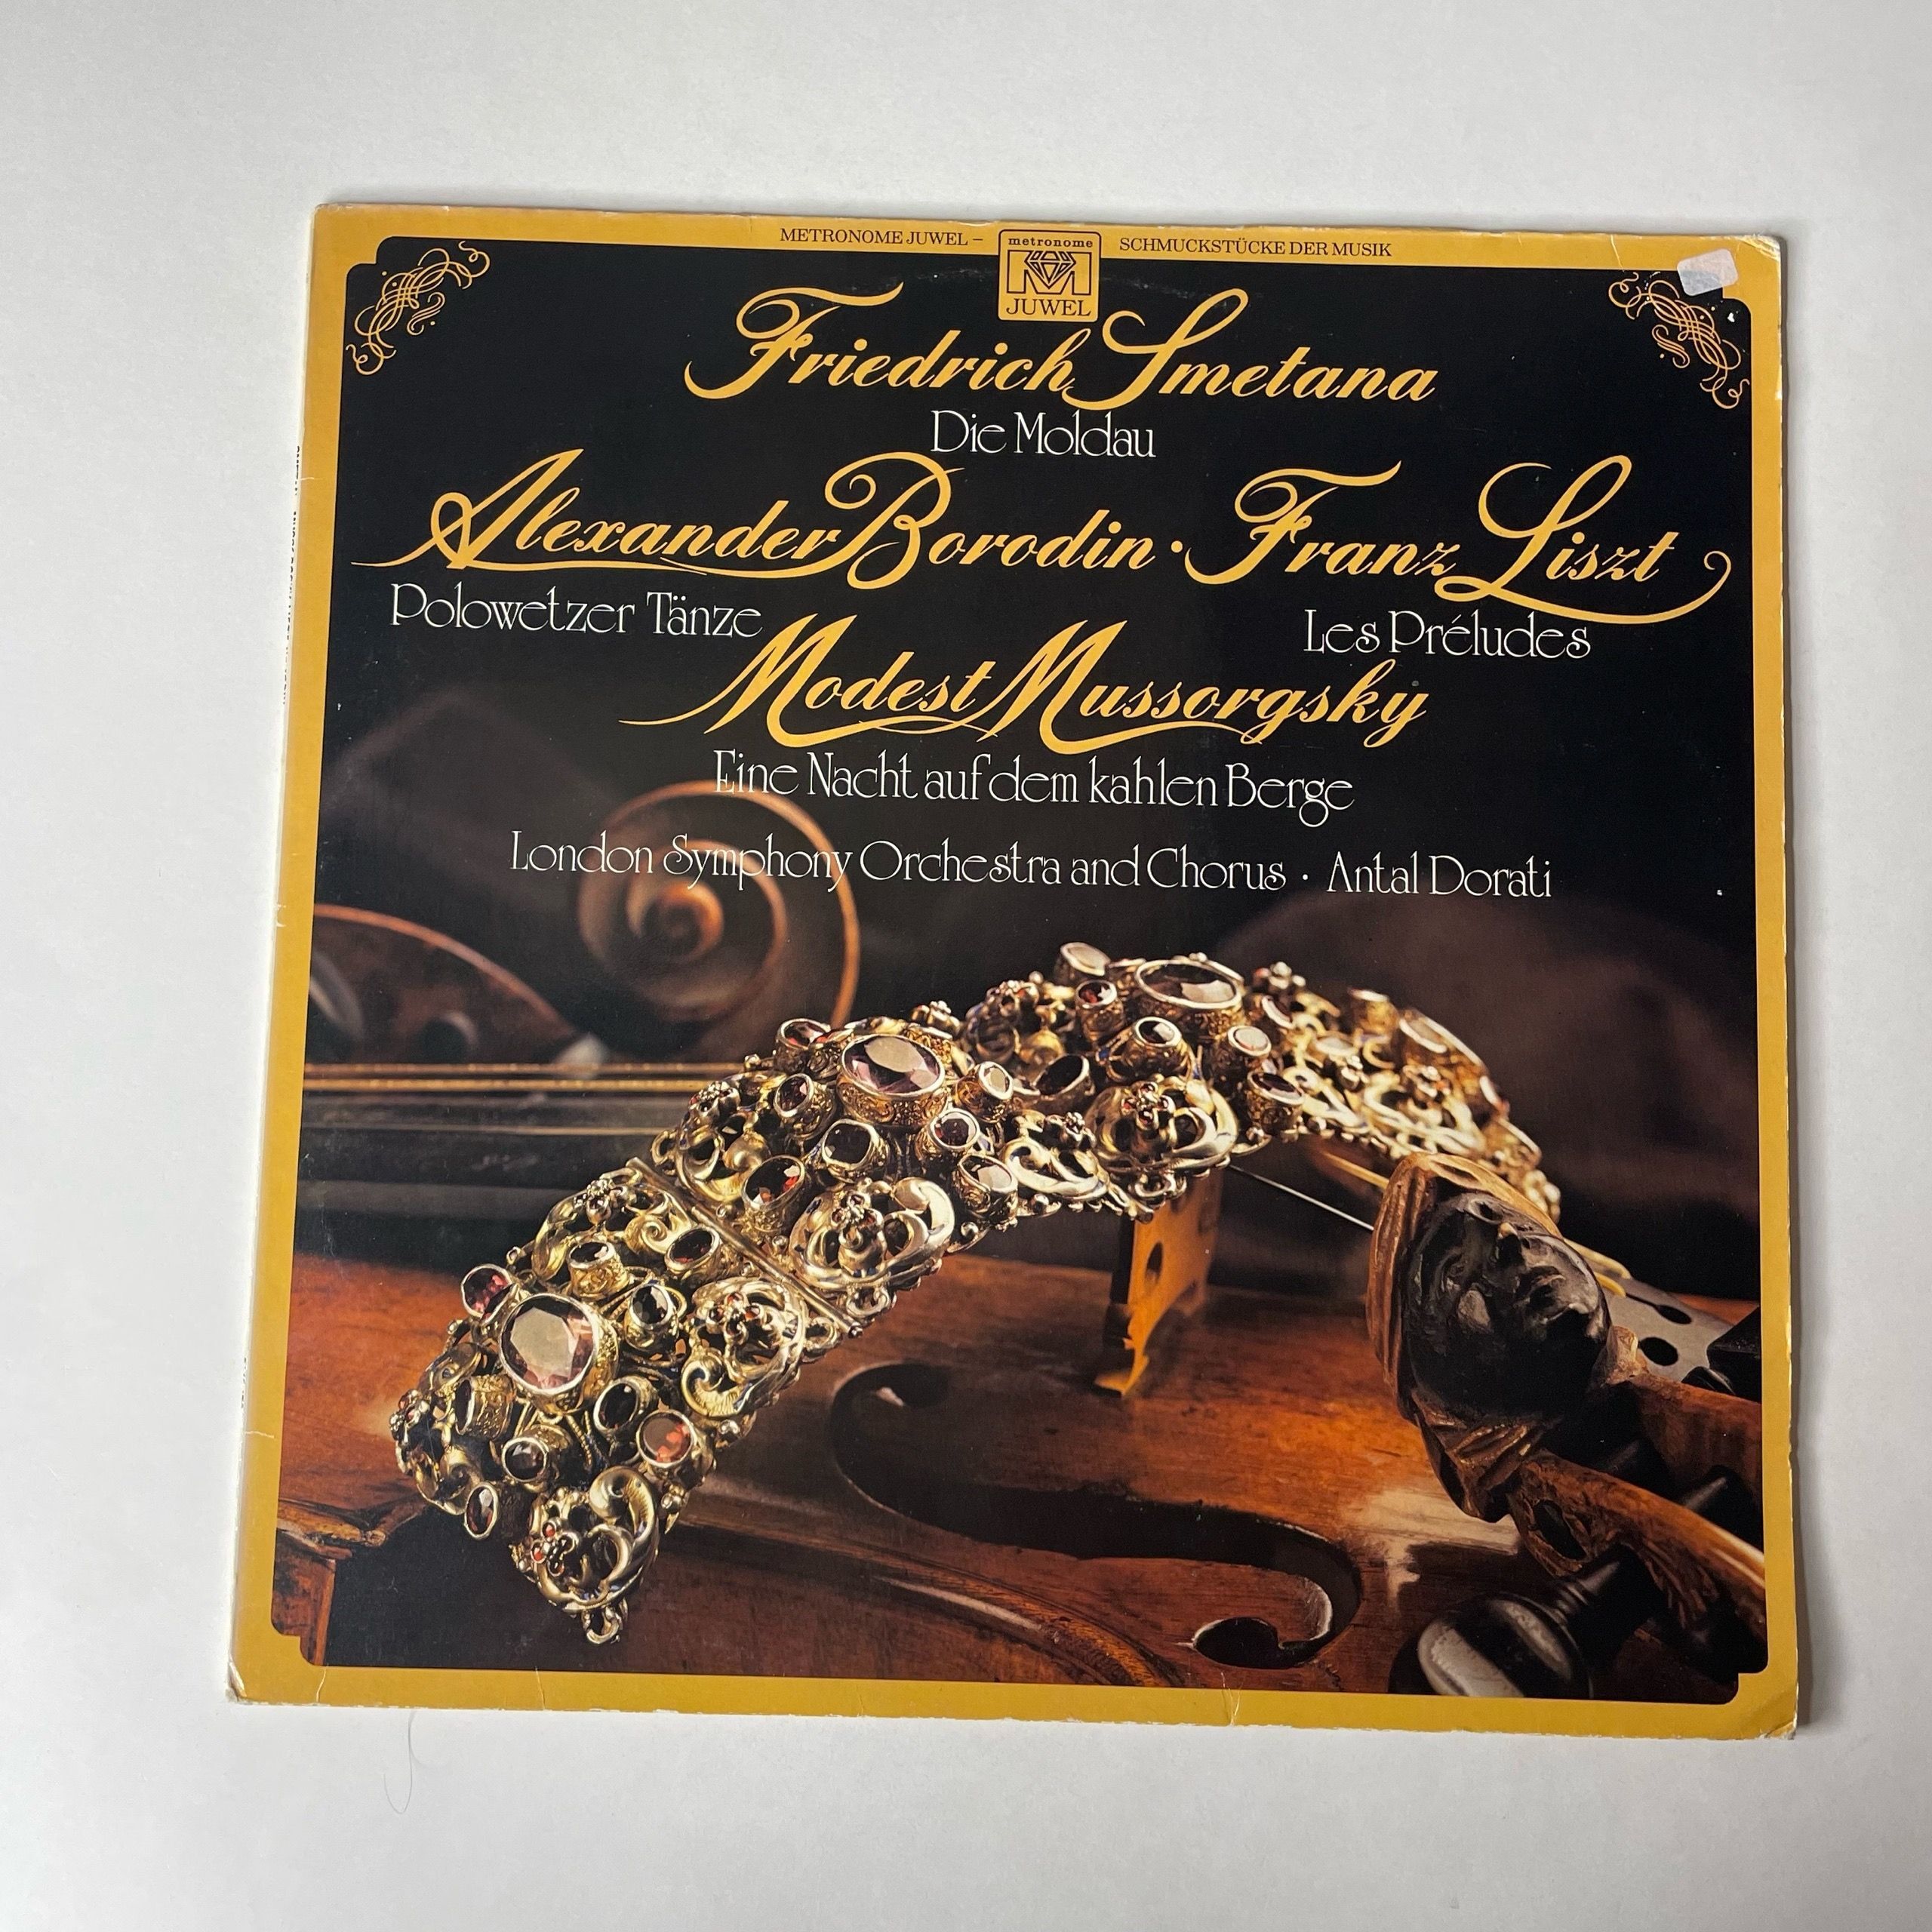 METRONOME JUWEL – metronome SCHMUCKSTÜCKE DER MUSIK
M
JUWEL
Friedrich Smetana
Die Moldau
Alexander Borodin · Franz Liszt
Polowetzer Tänze Les Préludes
Modest Mussorgsky
Eine Nacht auf dem kahlen Berge
London Symphony Orchestra and Chorus · Antal Dorati